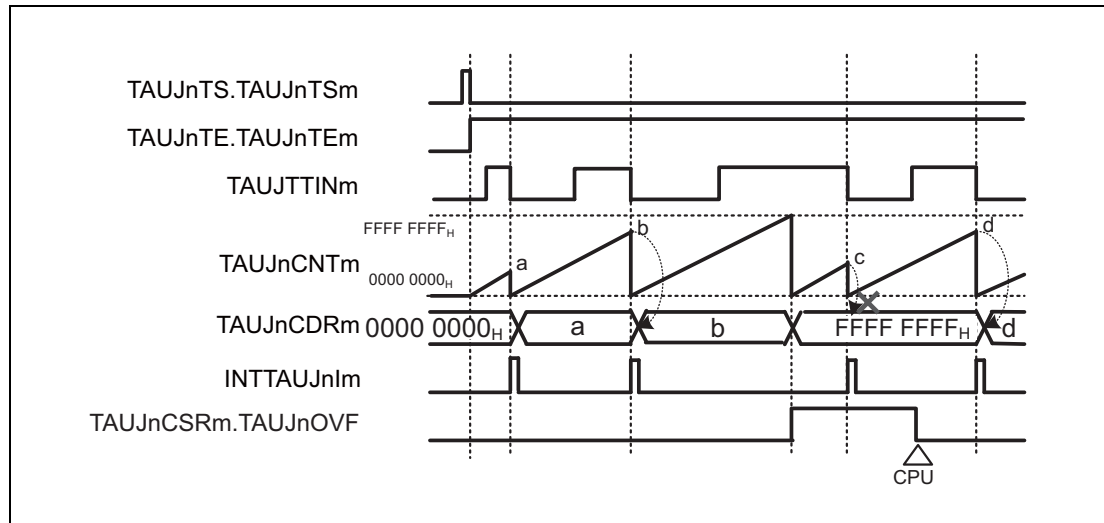 TAUJnTS.TAUJnTSm
TAUJnTE.TAUJnTEm
TAUJTTINm
FFFF FFFFH
TAUJnCNTm
0000 0000H
a
b
c
d
TAUJnCDRm 0000 0000H a b FFFF FFFFH d
INTTAUJnIm
TAUJnCSRm.TAUJnOVF
CPU